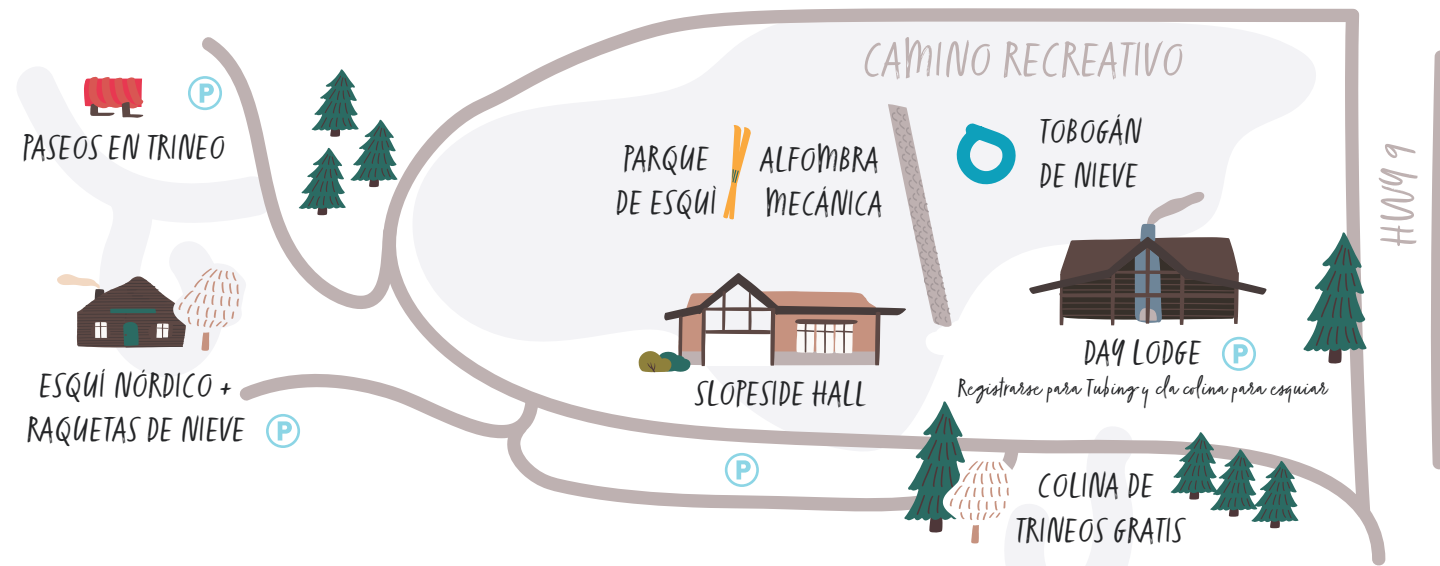 CAMINO RECREATIVO
P
PASEOS EN TRINEO
PARQUE
DE ESQUÌ
ALFOMBRA
MECÁNICA
TOBOGÁN
DE NIEVE
HWY 9
ESQUÍ NÓRDICO +
RAQUETAS DE NIEVE
P
SLOPESIDE HALL
DAY LODGE
P
Registrarse para Tubing y cla colina para esquiar
P
COLINA DE
TRINEOS GRATIS